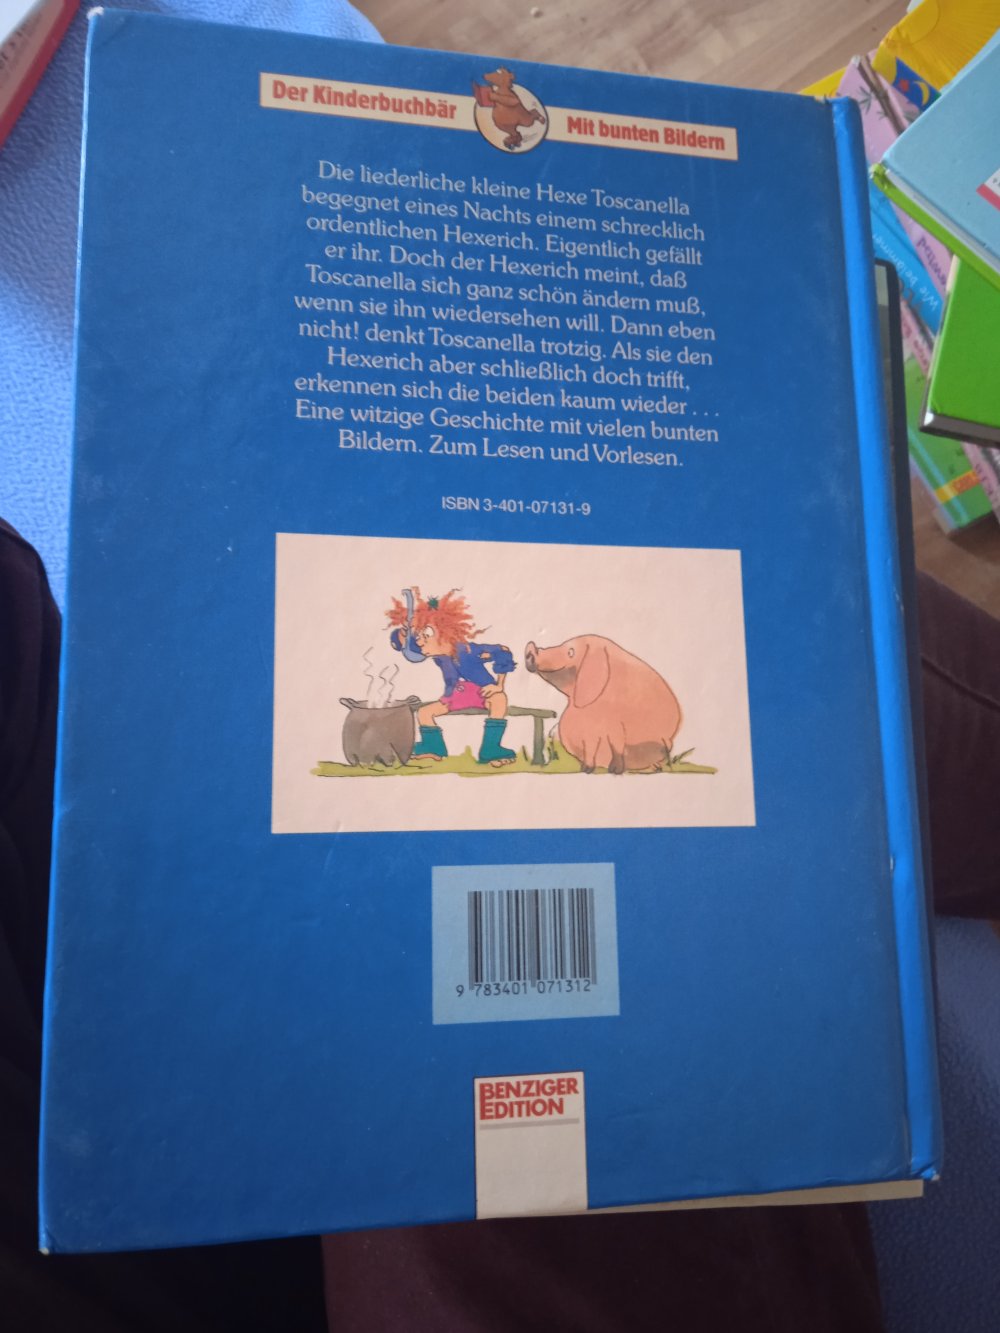 Der Kinderbuchbär
Mit bunten Bildern
Die liederliche kleine Hexe Toscanella
begegnet eines Nachts einem schrecklich
ordentlichen Hexerich. Eigentlich gefällt
er ihr. Doch der Hexerich meint, daß
Toscanella sich ganz schön ändern muß,
wenn sie ihn wiedersehen will. Dann eben
nicht! denkt Toscanella trotzig. Als sie den
Hexerich aber schließlich doch trifft,
erkennen sich die beiden kaum wieder . . .
Eine witzige Geschichte mit vielen bunten
Bildern. Zum Lesen und Vorlesen.
ISBN 3-401-07131-9
9 783401 071312
BENZIGER
EDITION